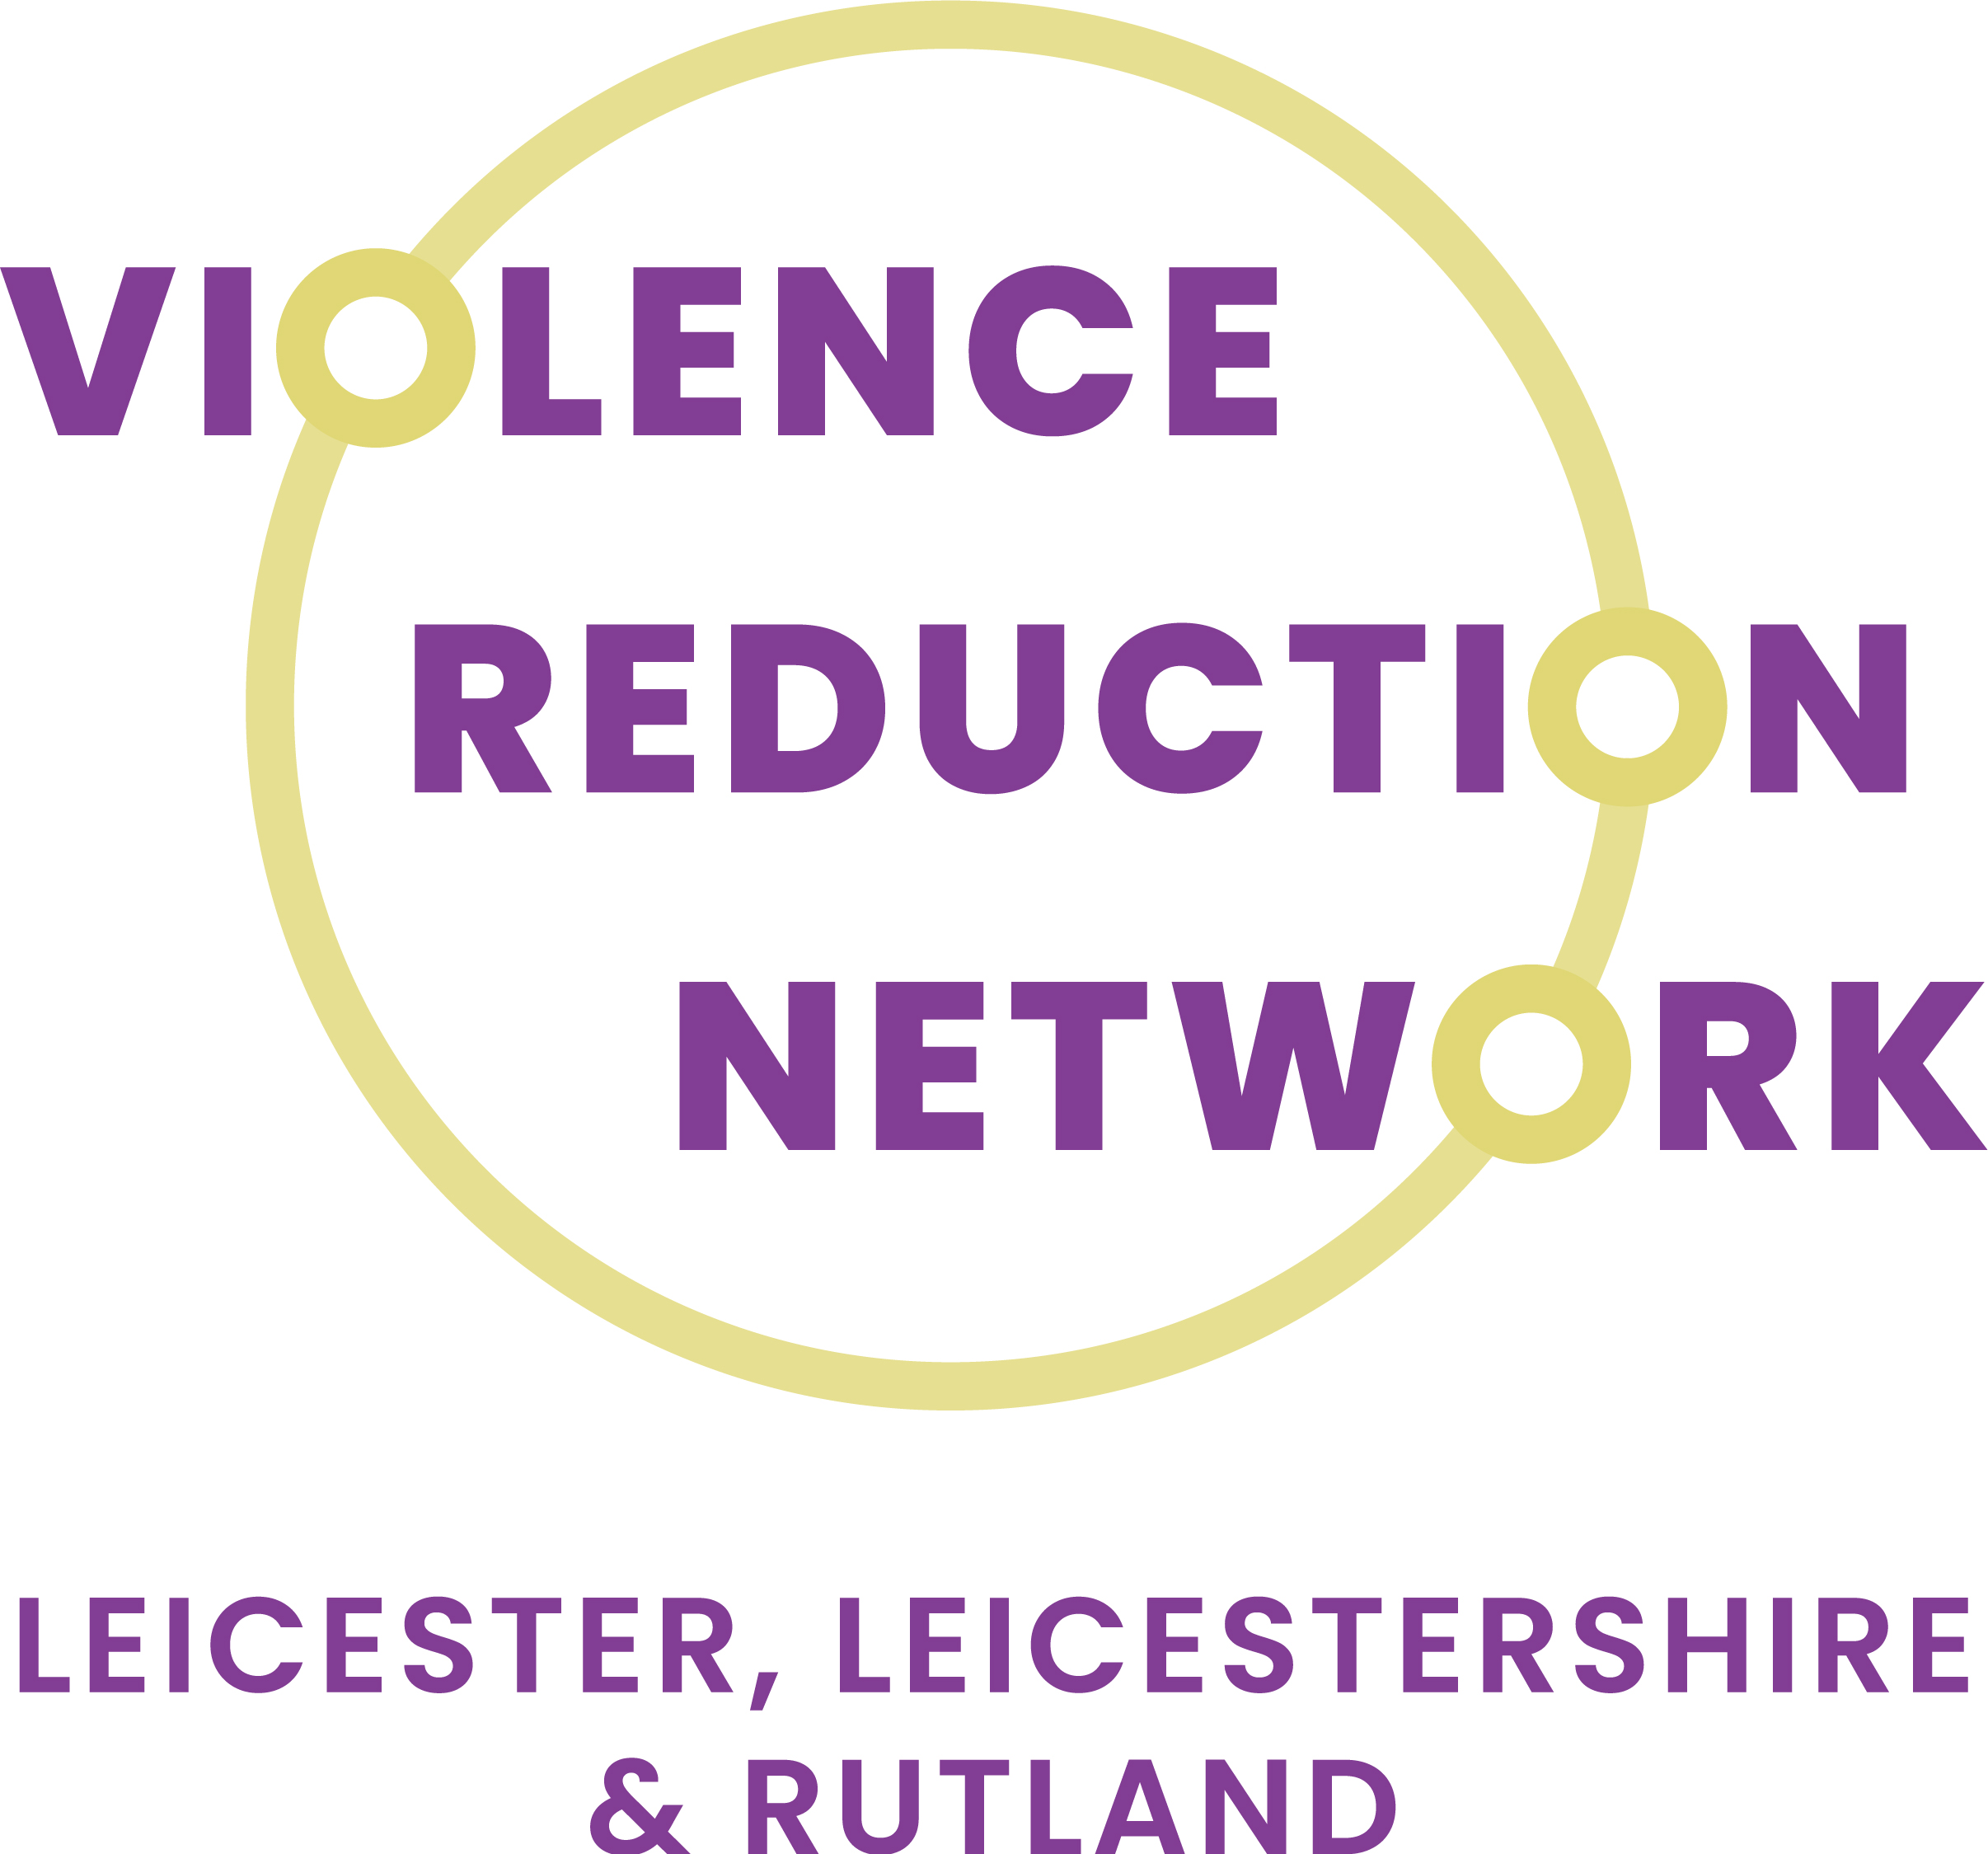 VIOLENCE
REDUCTION
NETWORK
LEICESTER, LEICESTERSHIRE
& RUTLAND